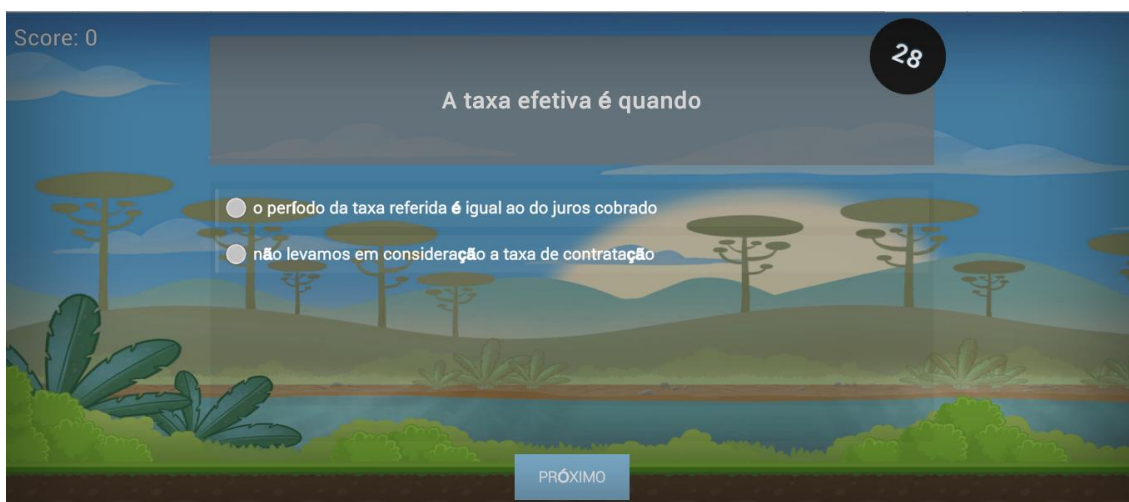 Score: 0
28
A taxa efetiva é quando
o período da taxa referida é igual ao do juros cobrado
não levamos em consideração a taxa de contratação
PRÓXIMO